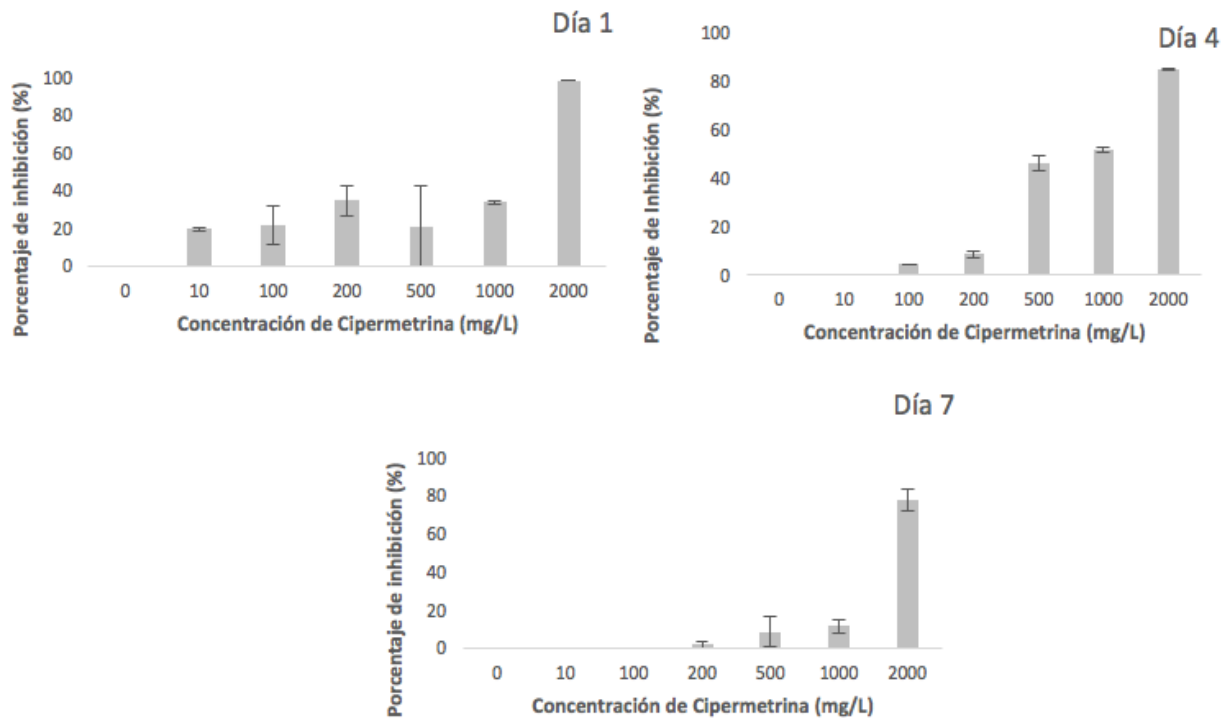 Día 1
Porcentaje de inhibición (%)
100
80
60
40
20
0
0 10 100 200 500 1000 2000
Concentración de Cipermetrina (mg/L)
Día 4
Porcentaje de Inhibición (%)
100
80
60
40
20
0
0 10 100 200 500 1000 2000
Concentración de Cipermetrina (mg/L)
Día 7
Porcentaje de inhibición (%)
100
80
60
40
20
0
0 10 100 200 500 1000 2000
Concentración de Cipermetrina (mg/L)